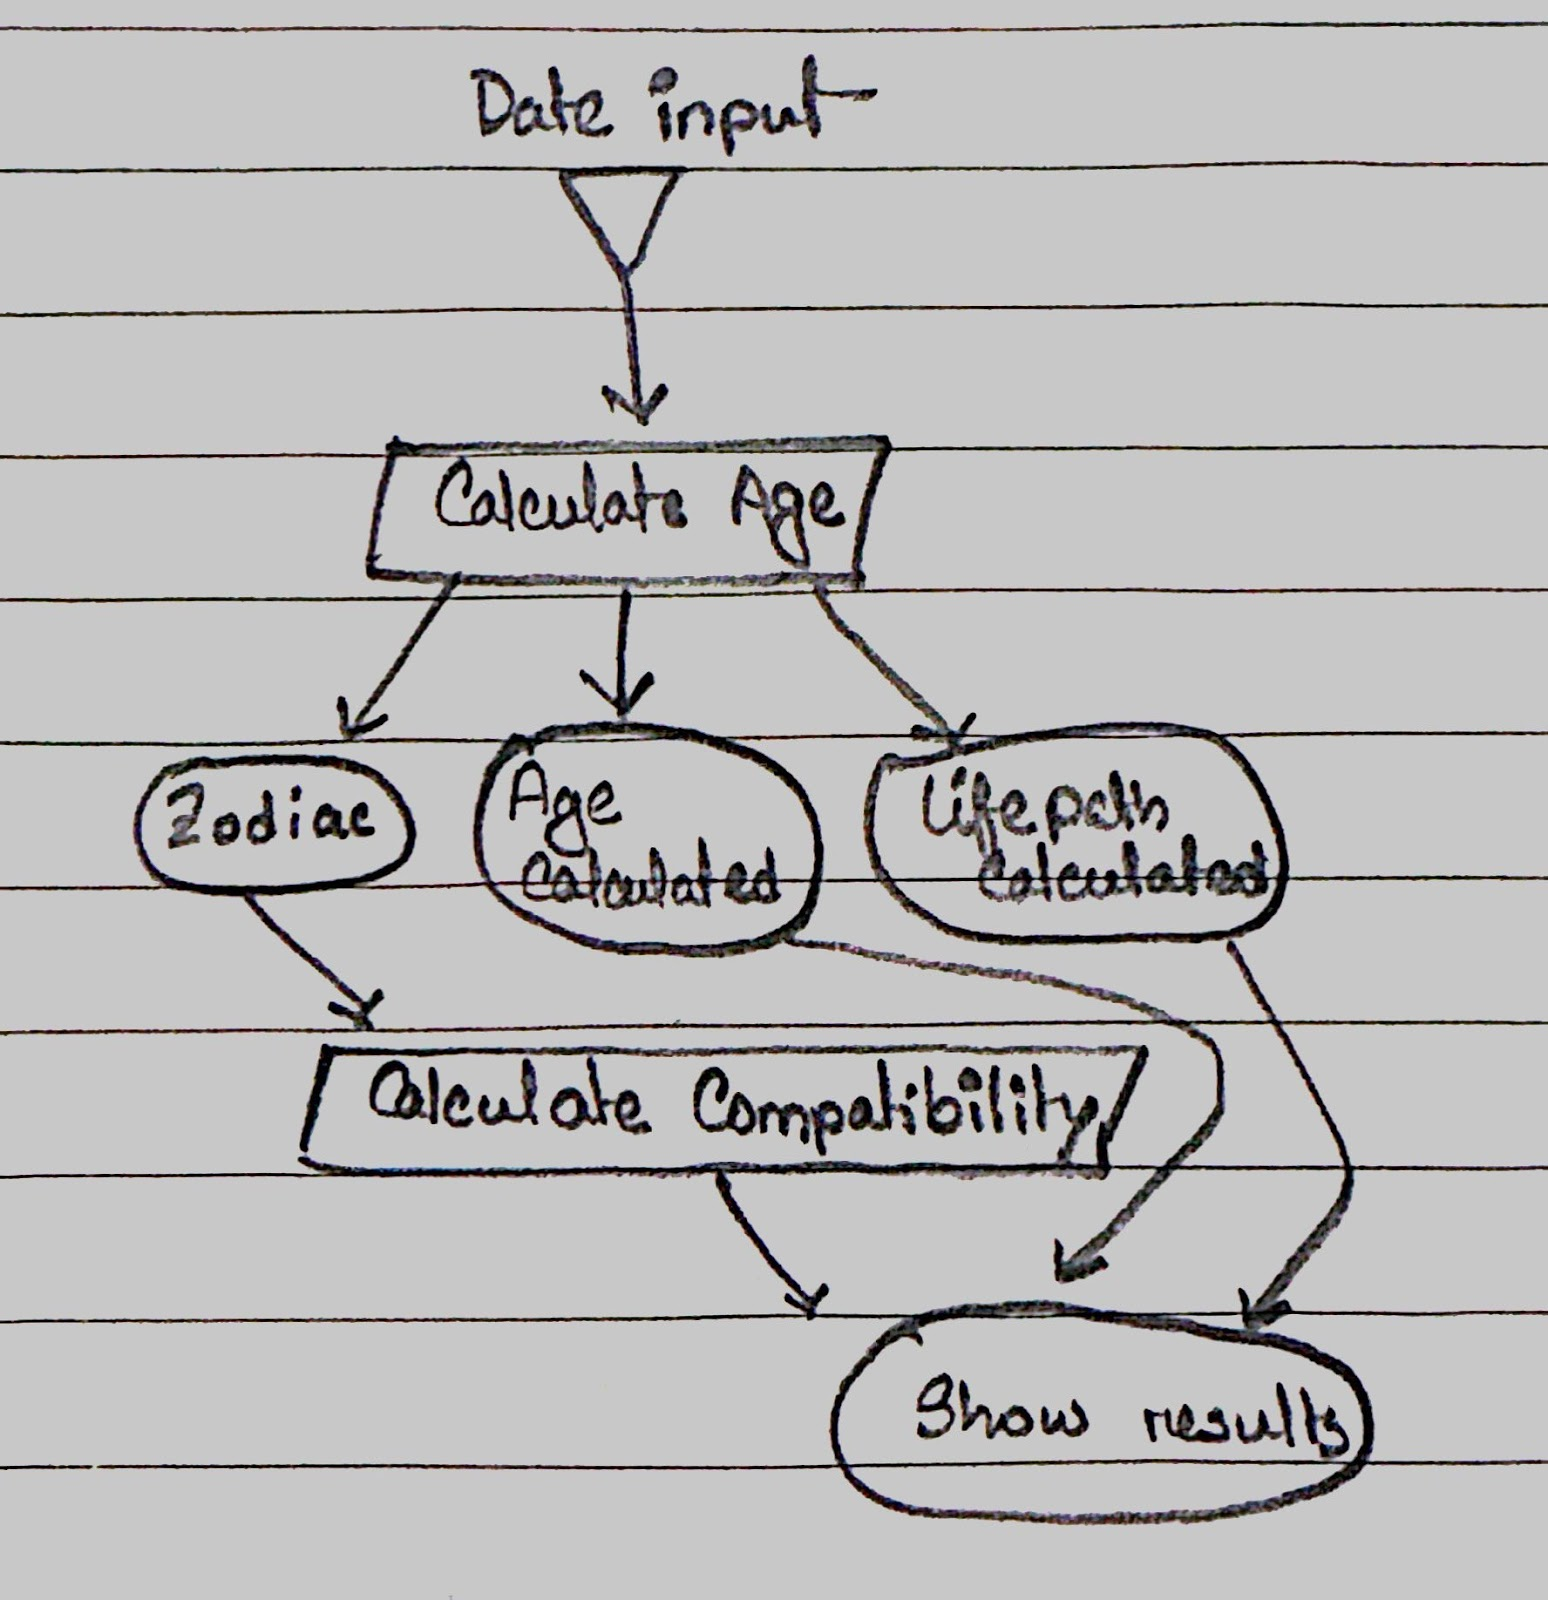 Date input
Calculate Age
Zodiac
Age
Calculated
Lifepath
Calculated
Calculate Compatibility
Show results